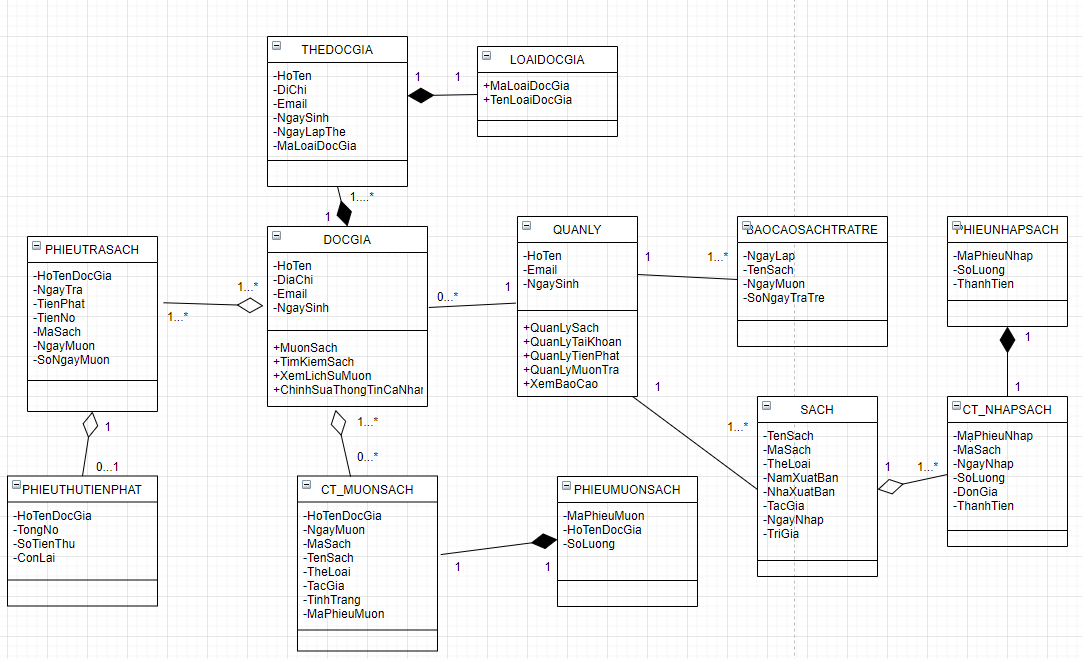 THEDOCGIA
-HoTen
-DiChi
-Email
-NgaySinh
-NgayLapThe
-MaLoaiDocGia
1
1
LOAIDOCGIA
+MaLoaiDocGia
+TenLoaiDocGia
1....*
1
DOCGIA
-HoTen
-DiaChi
-Email
-NgaySinh
+MuonSach
+TimKiemSach
+XemLichSuMuon
+ChinhSuaThongTinCaNhan
PHIEUTRASACH
-HoTenDocGia
-NgayTra
-TienPhat
-TienNo
-MaSach
-NgayMuon
-SoNgayMuon
1...*
1...*
0...*
1
QUANLY
-HoTen
-Email
-NgaySinh
+QuanLySach
+QuanLyTaiKhoan
+QuanLyTienPhat
+QuanLyMuonTra
+XemBaoCao
1
1...*
BAOCAOSACHTRATRE
-NgayLap
-TenSach
-NgayMuon
-SoNgayTraTre
PHIEUNHAPSACH
-MaPhieuNhap
-SoLuong
-ThanhTien
1
1
1
1...*
SACH
-TenSach
-MaSach
-TheLoai
-NamXuatBan
-NhaXuatBan
-TacGia
-NgayNhap
-TriGia
1
1...*
CT_NHAPSACH
-MaPhieuNhap
-MaSach
-NgayNhap
-SoLuong
-DonGia
-ThanhTien
1
0...1
PHIEUTHUTIENPHAT
-HoTenDocGia
-TongNo
-SoTienThu
-ConLai
1...*
0...*
CT_MUONSACH
-HoTenDocGia
-NgayMuon
-MaSach
-TenSach
-TheLoai
-TacGia
-TinhTrang
-MaPhieuMuon
1
1
PHIEUMUONSACH
-MaPhieuMuon
-HoTenDocGia
-SoLuong